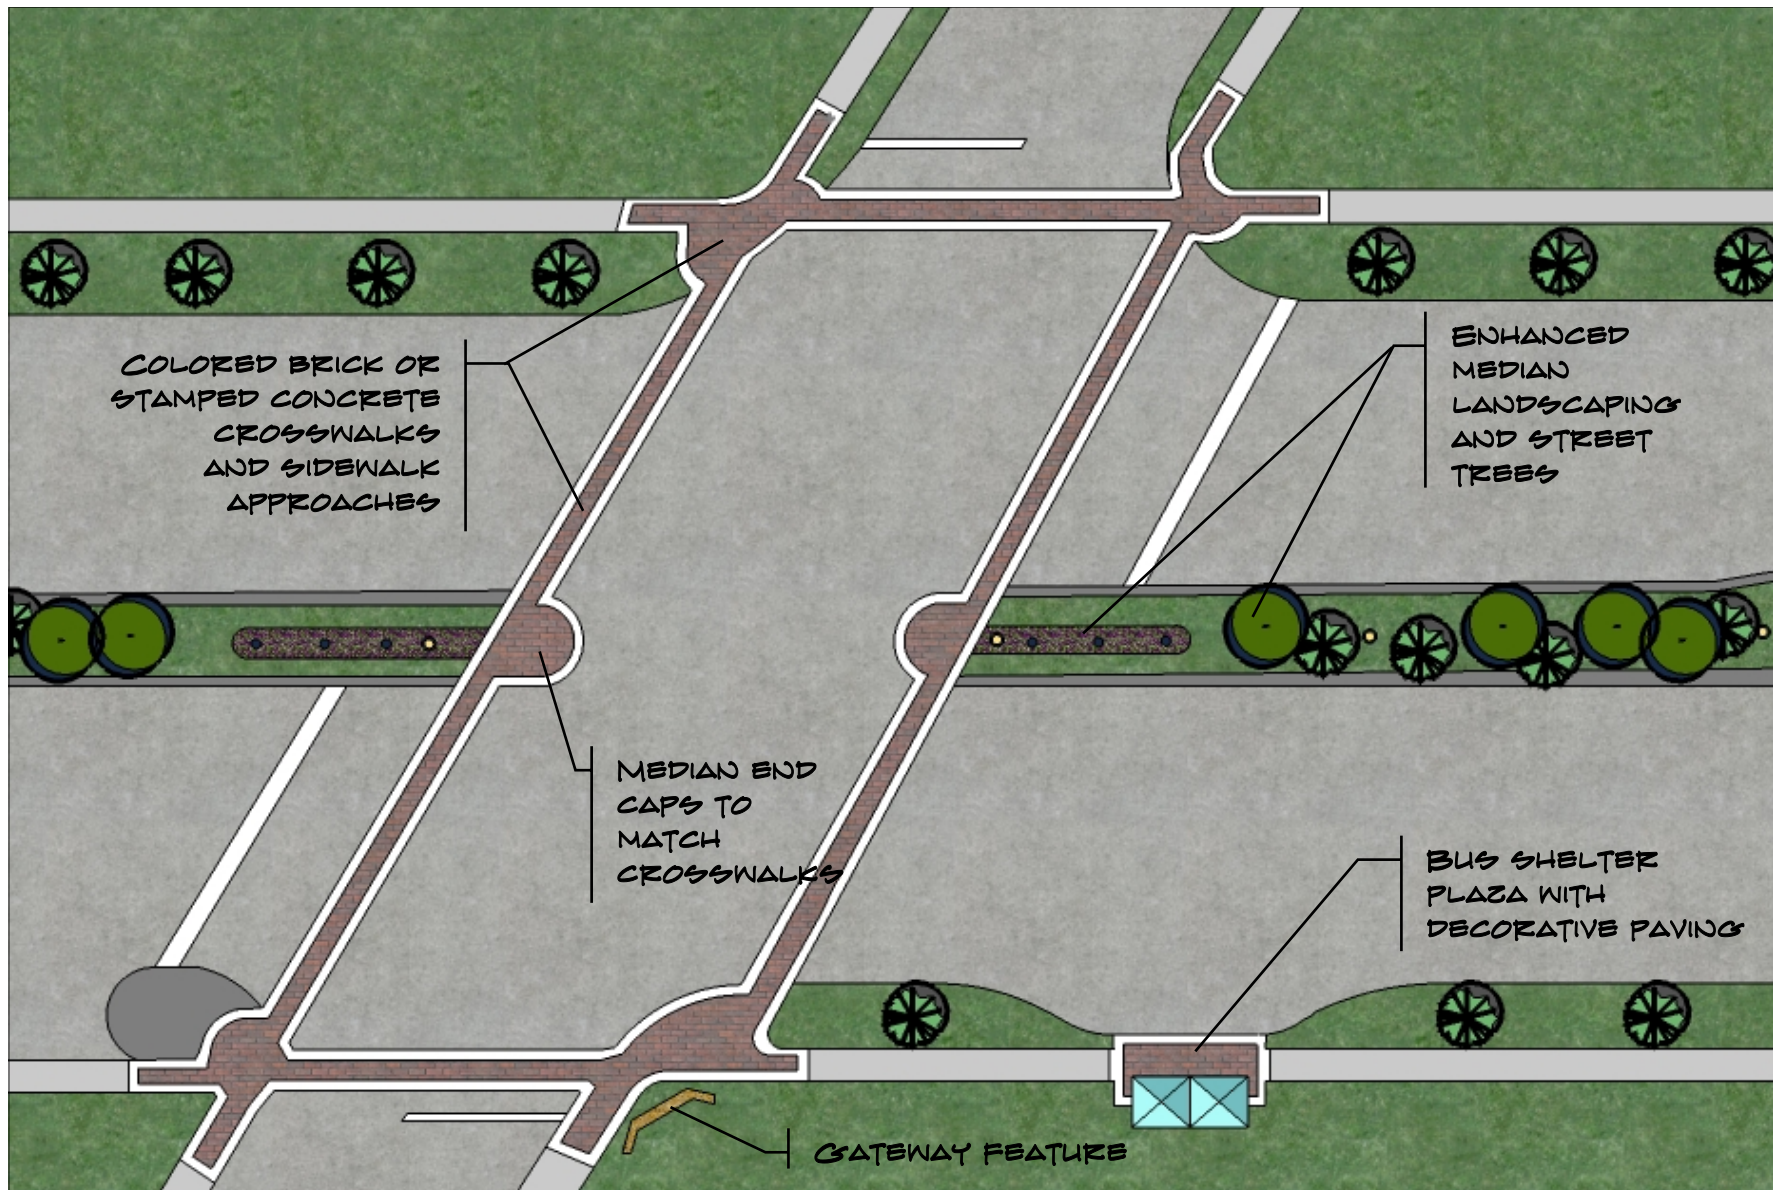 COLORED BRICK OR
STAMPED CONCRETE
CROSSWALKS
AND SIDEWALK
APPROACHES
ENHANCED
MEDIAN
LANDSCAPING
AND STREET
TREES
MEDIAN END
CAPS TO
MATCH
CROSSWALKS
BUS SHELTER
PLAZA WITH
DECORATIVE PAVING
GATEWAY FEATURE